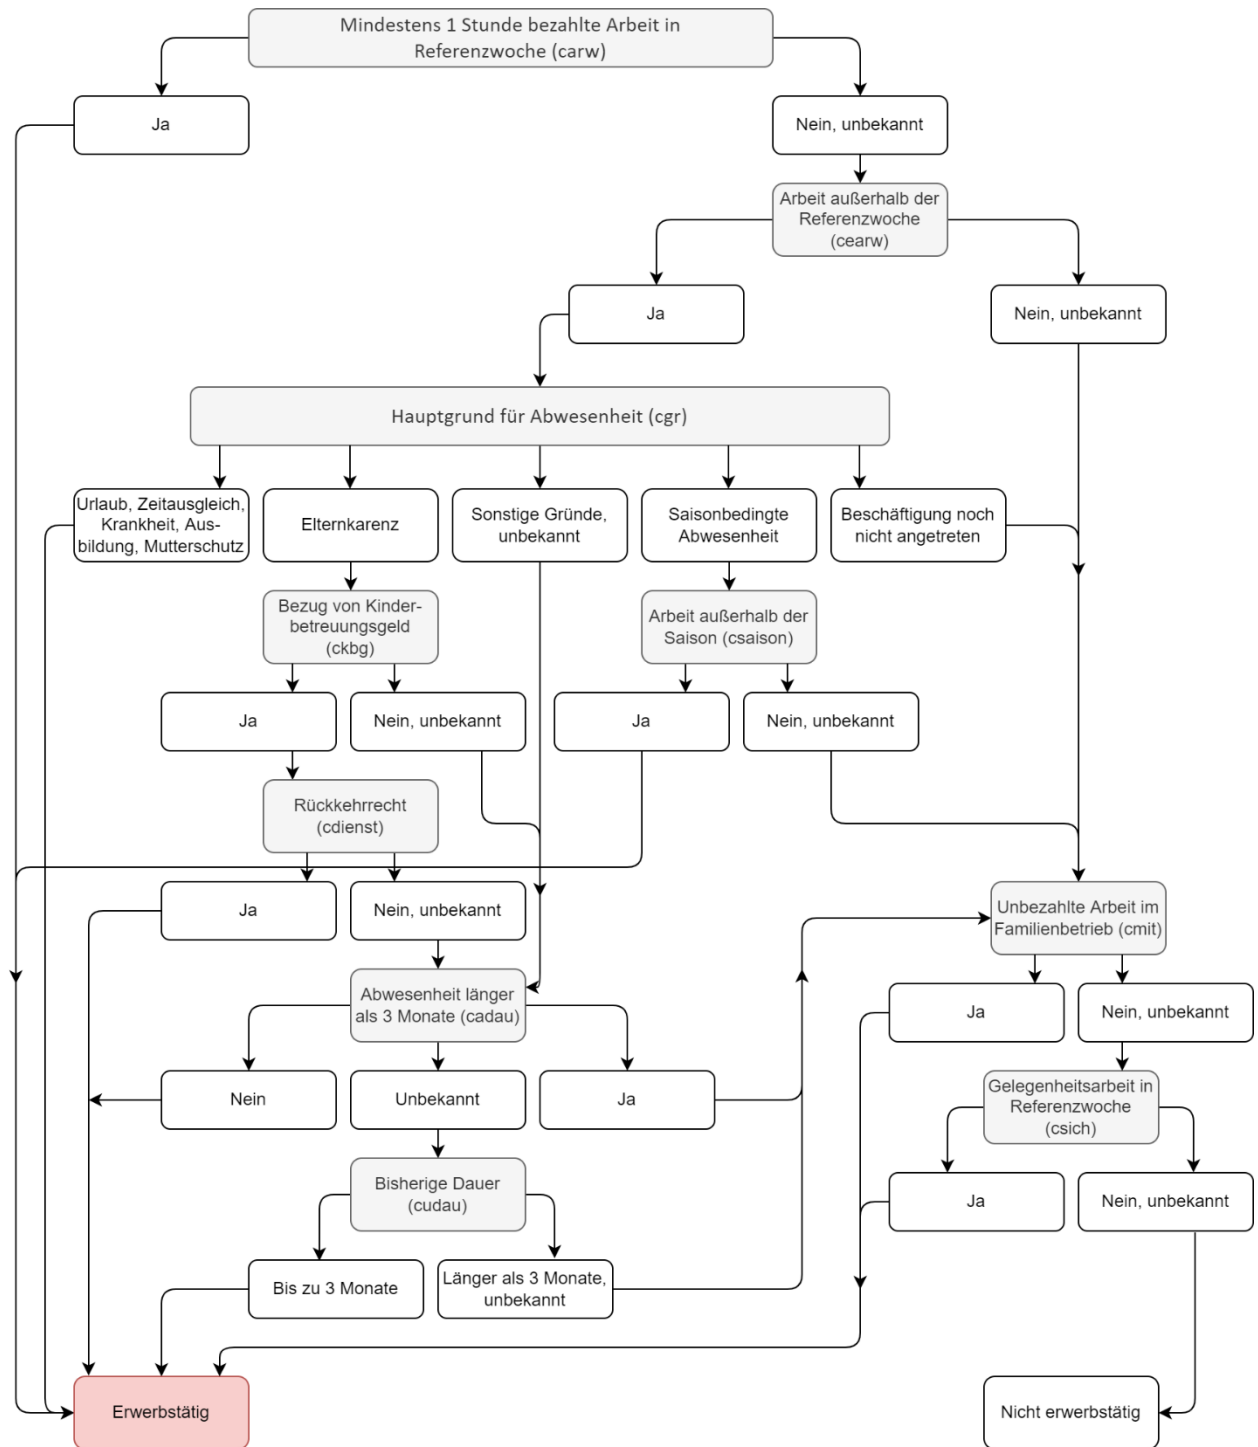 Mindestens 1 Stunde bezahlte Arbeit in
Referenzwoche (carw)
Ja
Nein, unbekannt
Arbeit außerhalb der
Referenzwoche
(cearw)
Ja
Nein, unbekannt
Hauptgrund für Abwesenheit (cgr)
Urlaub, Zeitausgleich,
Krankheit, Aus-
bildung, Mutterschutz
Elternkarenz
Sonstige Gründe,
unbekannt
Saisonbedingte
Abwesenheit
Beschäftigung noch
nicht angetreten
Bezug von Kinder-
betreuungsgeld
(ckbg)
Arbeit außerhalb der
Saison (csaison)
Ja
Nein, unbekannt
Ja
Nein, unbekannt
Rückkehrrecht
(cdienst)
Ja
Nein, unbekannt
Unbezahlte Arbeit im
Familienbetrieb (cmit)
Abwesenheit länger
als 3 Monate (cadau)
Ja
Nein, unbekannt
Nein
Unbekannt
Ja
Gelegenheitsarbeit in
Referenzwoche
(csich)
Bisherige Dauer
(cudau)
Ja
Nein, unbekannt
Bis zu 3 Monate
Länger als 3 Monate,
unbekannt
Erwerbstätig
Nicht erwerbstätig